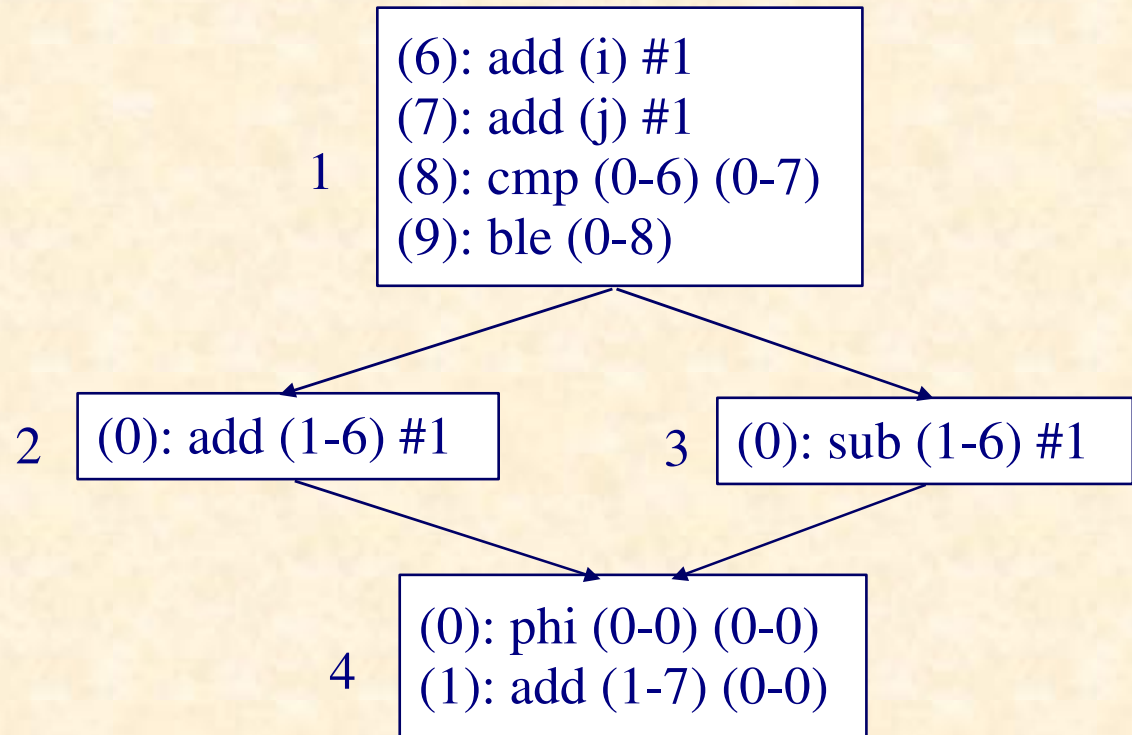 (6): add (i) #1
(7): add (j) #1
1
(8): cmp (0-6) (0-7)
(9): ble (0-8)
2
(0): add (1-6) #1
3
(0): sub (1-6) #1
(0): phi (0-0) (0-0)
4
(1): add (1-7) (0-0)